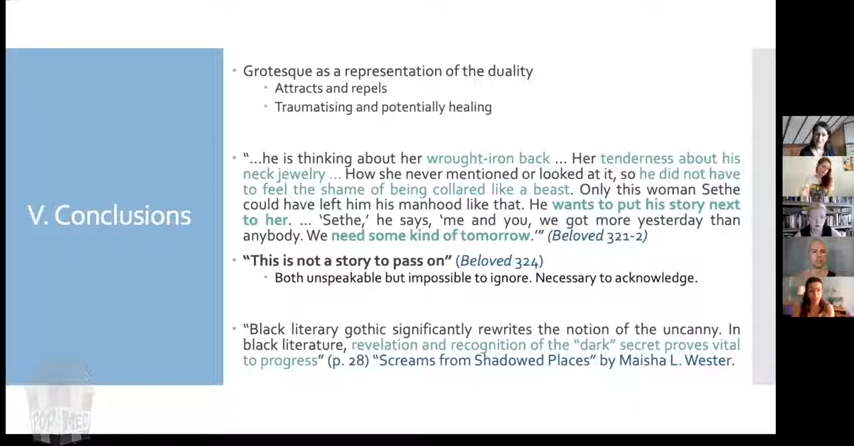 V. Conclusions
Grotesque as a representation of the duality
Attracts and repels
Traumatising and potentially healing
“…he is thinking about her wrought-iron back … Her tenderness about his
neck jewelry … How she never mentioned or looked at it, so he did not have
to feel the shame of being collared like a beast. Only this woman Sethe
could have left him his manhood like that. He wants to put his story next
to her. … ‘Sethe,’ he says, ‘me and you, we got more yesterday than
anybody. We need some kind of tomorrow.’” (Beloved 321-2)
“This is not a story to pass on” (Beloved 324)
Both unspeakable but impossible to ignore. Necessary to acknowledge.
“Black literary gothic significantly rewrites the notion of the uncanny. In
black literature, revelation and recognition of the “dark” secret proves vital
to progress” (p. 28) “Screams from Shadowed Places” by Maisha L. Wester.
POP MEC